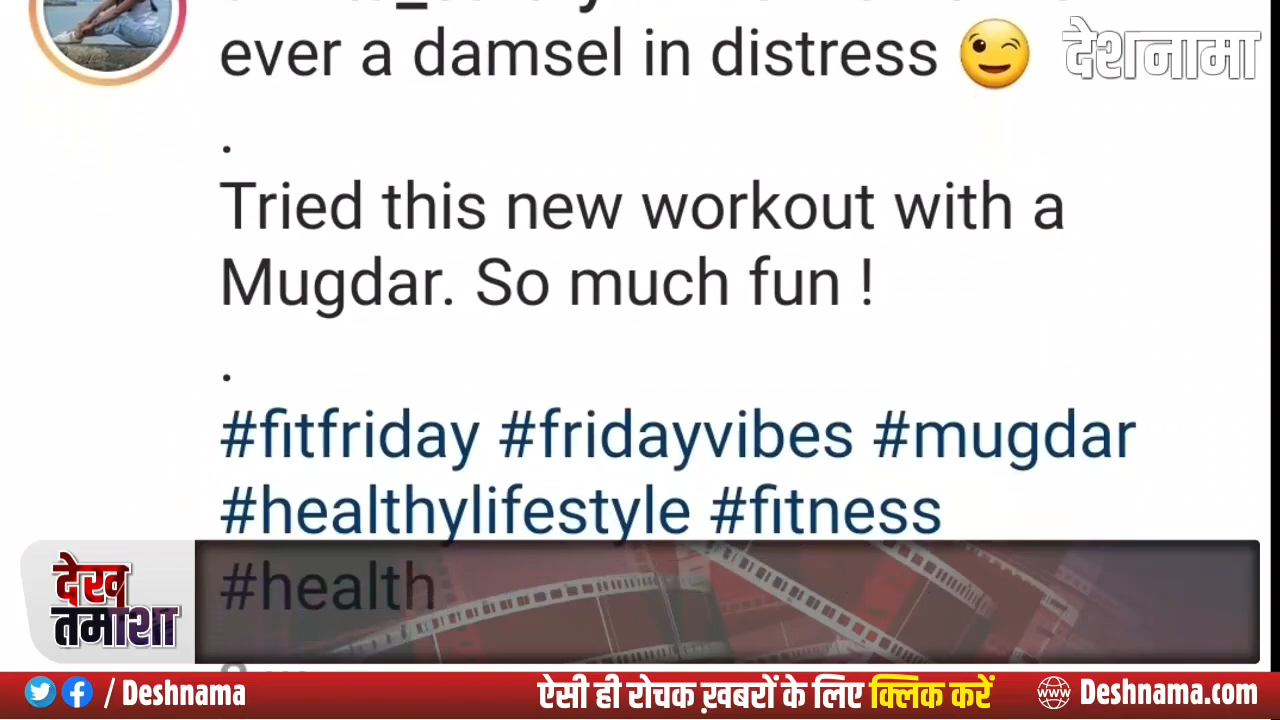 ever a damsel in distress 😉
देशनामा
.
Tried this new workout with a
Mugdar. So much fun !
.
#fitfriday #fridayvibes #mugdar
#healthylifestyle #fitness
#health
देख
तमाशा
/ Deshnama
ऐसी ही रोचक ख़बरों के लिए क्लिक करें
Deshnama.com